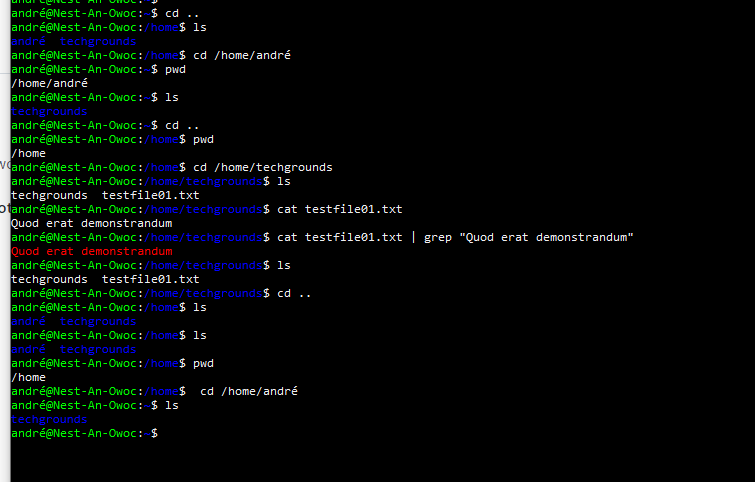 andré@Nest-An-Owoc:~$
andré@Nest-An-Owoc:~$ cd ..
andré@Nest-An-Owoc:/home$ ls
andré  techgrounds
andré@Nest-An-Owoc:/home$ cd /home/andré
andré@Nest-An-Owoc:~$ pwd
/home/andré
andré@Nest-An-Owoc:~$ ls
techgrounds
andré@Nest-An-Owoc:~$ cd ..
andré@Nest-An-Owoc:/home$ pwd
/home
andré@Nest-An-Owoc:/home$ cd /home/techgrounds
andré@Nest-An-Owoc:/home/techgrounds$ ls
techgrounds  testfile01.txt
andré@Nest-An-Owoc:/home/techgrounds$ cat testfile01.txt
Quod erat demonstrandum
andré@Nest-An-Owoc:/home/techgrounds$ cat testfile01.txt | grep "Quod erat demonstrandum"
Quod erat demonstrandum
andré@Nest-An-Owoc:/home/techgrounds$ ls
techgrounds  testfile01.txt
andré@Nest-An-Owoc:/home/techgrounds$ cd ..
andré@Nest-An-Owoc:/home$ ls
andré  techgrounds
andré@Nest-An-Owoc:/home$ ls
andré  techgrounds
andré@Nest-An-Owoc:/home$ pwd
/home
andré@Nest-An-Owoc:/home$  cd /home/andré
andré@Nest-An-Owoc:~$ ls
techgrounds
andré@Nest-An-Owoc:~$